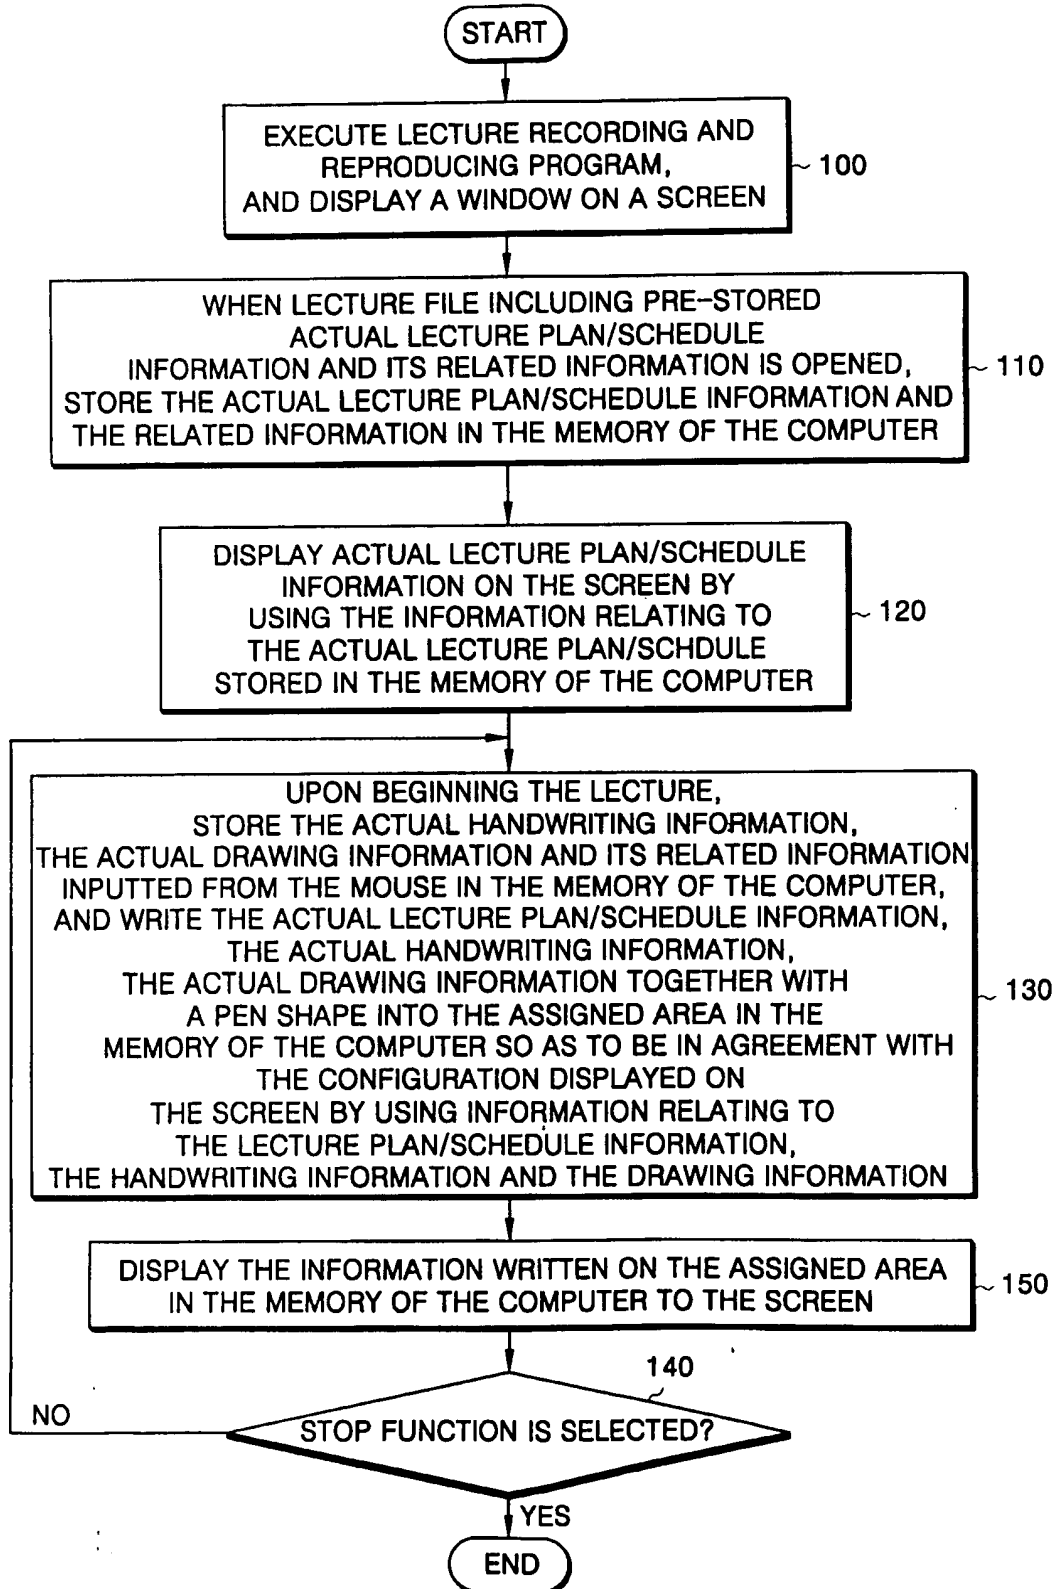 START
EXECUTE LECTURE RECORDING AND
REPRODUCING PROGRAM,
AND DISPLAY A WINDOW ON A SCREEN
100
WHEN LECTURE FILE INCLUDING PRE-STORED
ACTUAL LECTURE PLAN/SCHEDULE
INFORMATION AND ITS RELATED INFORMATION IS OPENED,
STORE THE ACTUAL LECTURE PLAN/SCHEDULE INFORMATION AND
THE RELATED INFORMATION IN THE MEMORY OF THE COMPUTER
110
DISPLAY ACTUAL LECTURE PLAN/SCHEDULE
INFORMATION ON THE SCREEN BY
USING THE INFORMATION RELATING TO
THE ACTUAL LECTURE PLAN/SCHDULE
STORED IN THE MEMORY OF THE COMPUTER
120
UPON BEGINNING THE LECTURE,
STORE THE ACTUAL HANDWRITING INFORMATION,
THE ACTUAL DRAWING INFORMATION AND ITS RELATED INFORMATION
INPUTTED FROM THE MOUSE IN THE MEMORY OF THE COMPUTER,
AND WRITE THE ACTUAL LECTURE PLAN/SCHEDULE INFORMATION,
THE ACTUAL HANDWRITING INFORMATION,
THE ACTUAL DRAWING INFORMATION TOGETHER WITH
A PEN SHAPE INTO THE ASSIGNED AREA IN THE
MEMORY OF THE COMPUTER SO AS TO BE IN AGREEMENT WITH
THE CONFIGURATION DISPLAYED ON
THE SCREEN BY USING INFORMATION RELATING TO
THE LECTURE PLAN/SCHEDULE INFORMATION,
THE HANDWRITING INFORMATION AND THE DRAWING INFORMATION
130
DISPLAY THE INFORMATION WRITTEN ON THE ASSIGNED AREA
IN THE MEMORY OF THE COMPUTER TO THE SCREEN
150
140
STOP FUNCTION IS SELECTED?
NO
YES
END